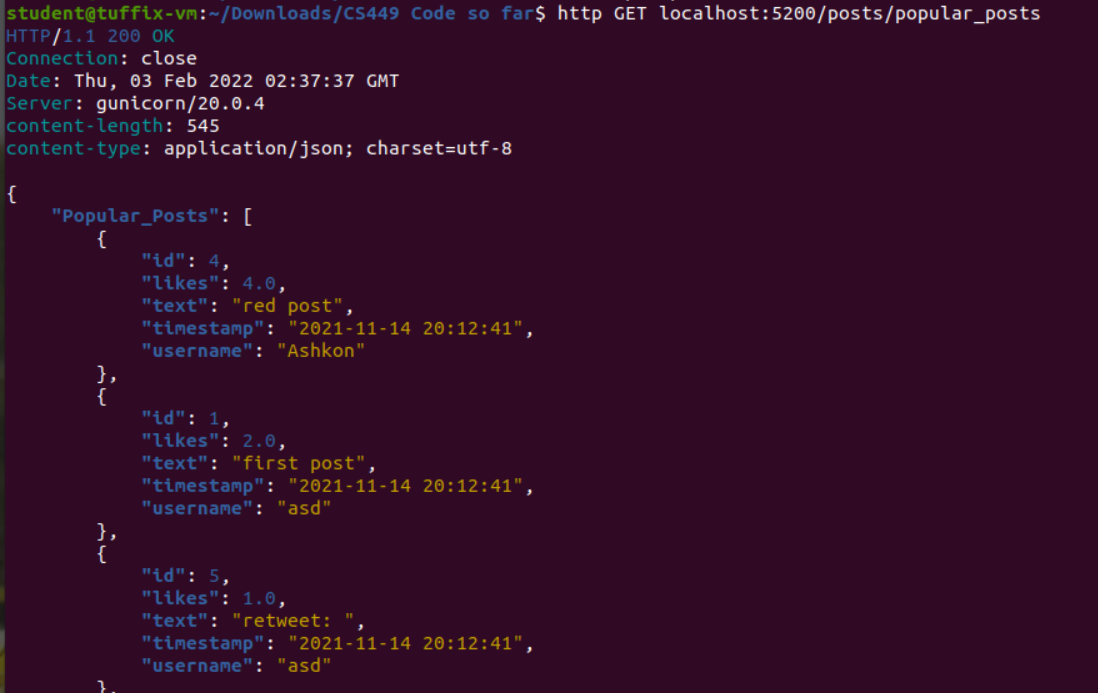 student@tuffix-vm:~/Downloads/CS449 Code so far$ http GET localhost:5200/posts/popular_posts
HTTP/1.1 200 OK
Connection: close
Date: Thu, 03 Feb 2022 02:37:37 GMT
Server: gunicorn/20.0.4
content-length: 545
content-type: application/json; charset=utf-8

{
    "Popular_Posts": [
        {
            "id": 4,
            "likes": 4.0,
            "text": "red post",
            "timestamp": "2021-11-14 20:12:41",
            "username": "Ashkon"
        },
        {
            "id": 1,
            "likes": 2.0,
            "text": "first post",
            "timestamp": "2021-11-14 20:12:41",
            "username": "asd"
        },
        {
            "id": 5,
            "likes": 1.0,
            "text": "retweet: ",
            "timestamp": "2021-11-14 20:12:41",
            "username": "asd"
        },